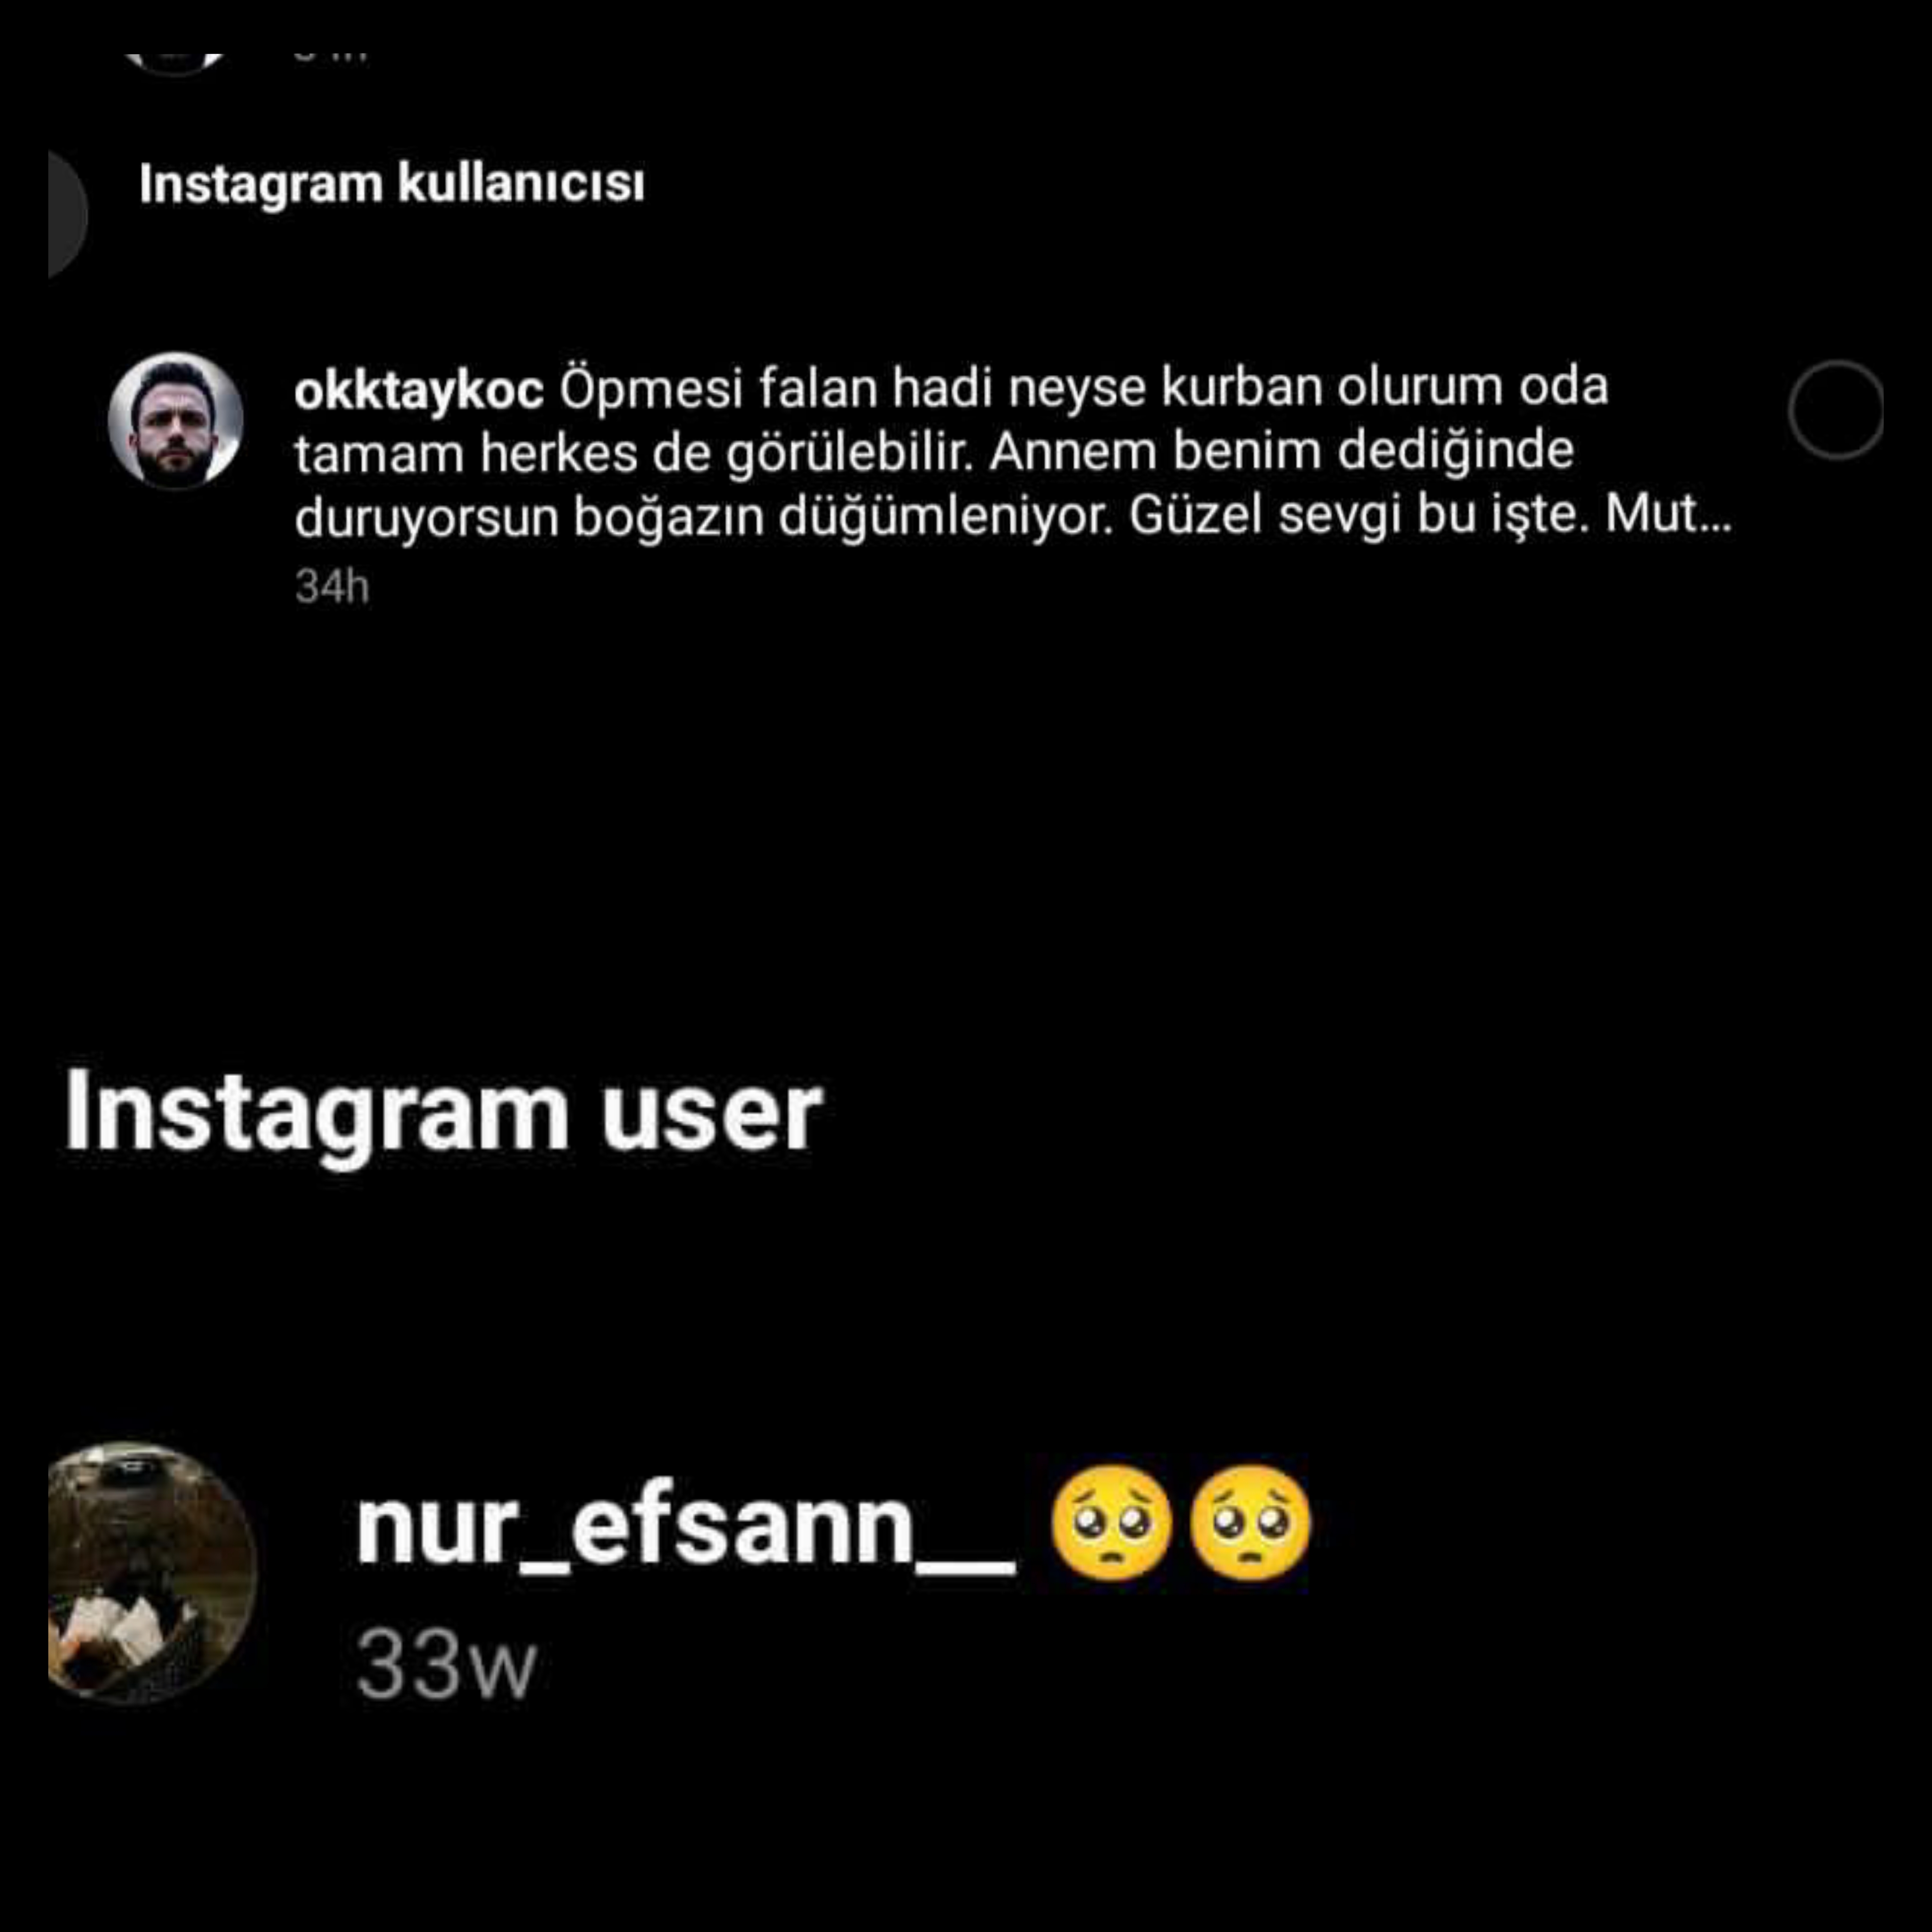 Instagram kullanıcısı
okktaykoc Öpmesi falan hadi neyse kurban olurum oda
tamam herkes de görülebilir. Annem benim dediğinde
duruyorsun boğazın düğümleniyor. Güzel sevgi bu işte. Mut...
34h
Instagram user
nur_efsann__ 🥺🥺
33w